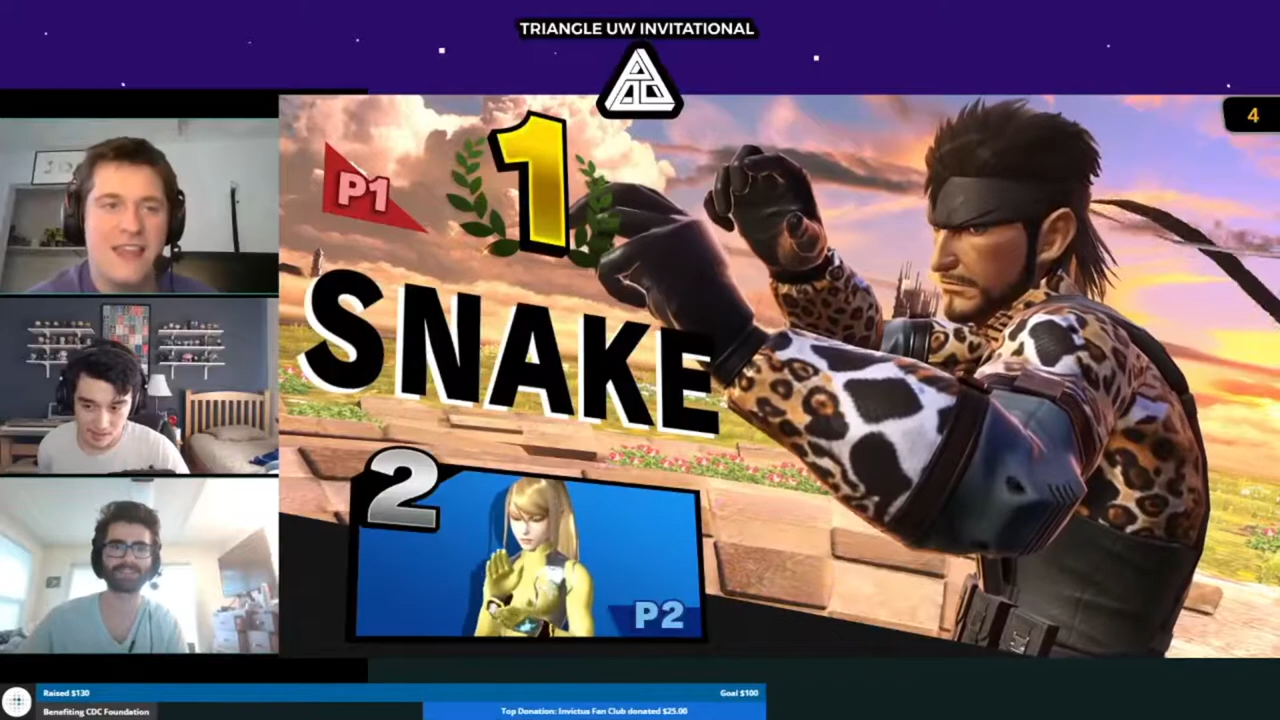 TRIANGLE UW INVITATIONAL
4
P1
1
SNAKE
2
P2
Raised $130
Goal $100
Benefiting CDC Foundation
Top Donation: Invictus Fan Club donated $25.00